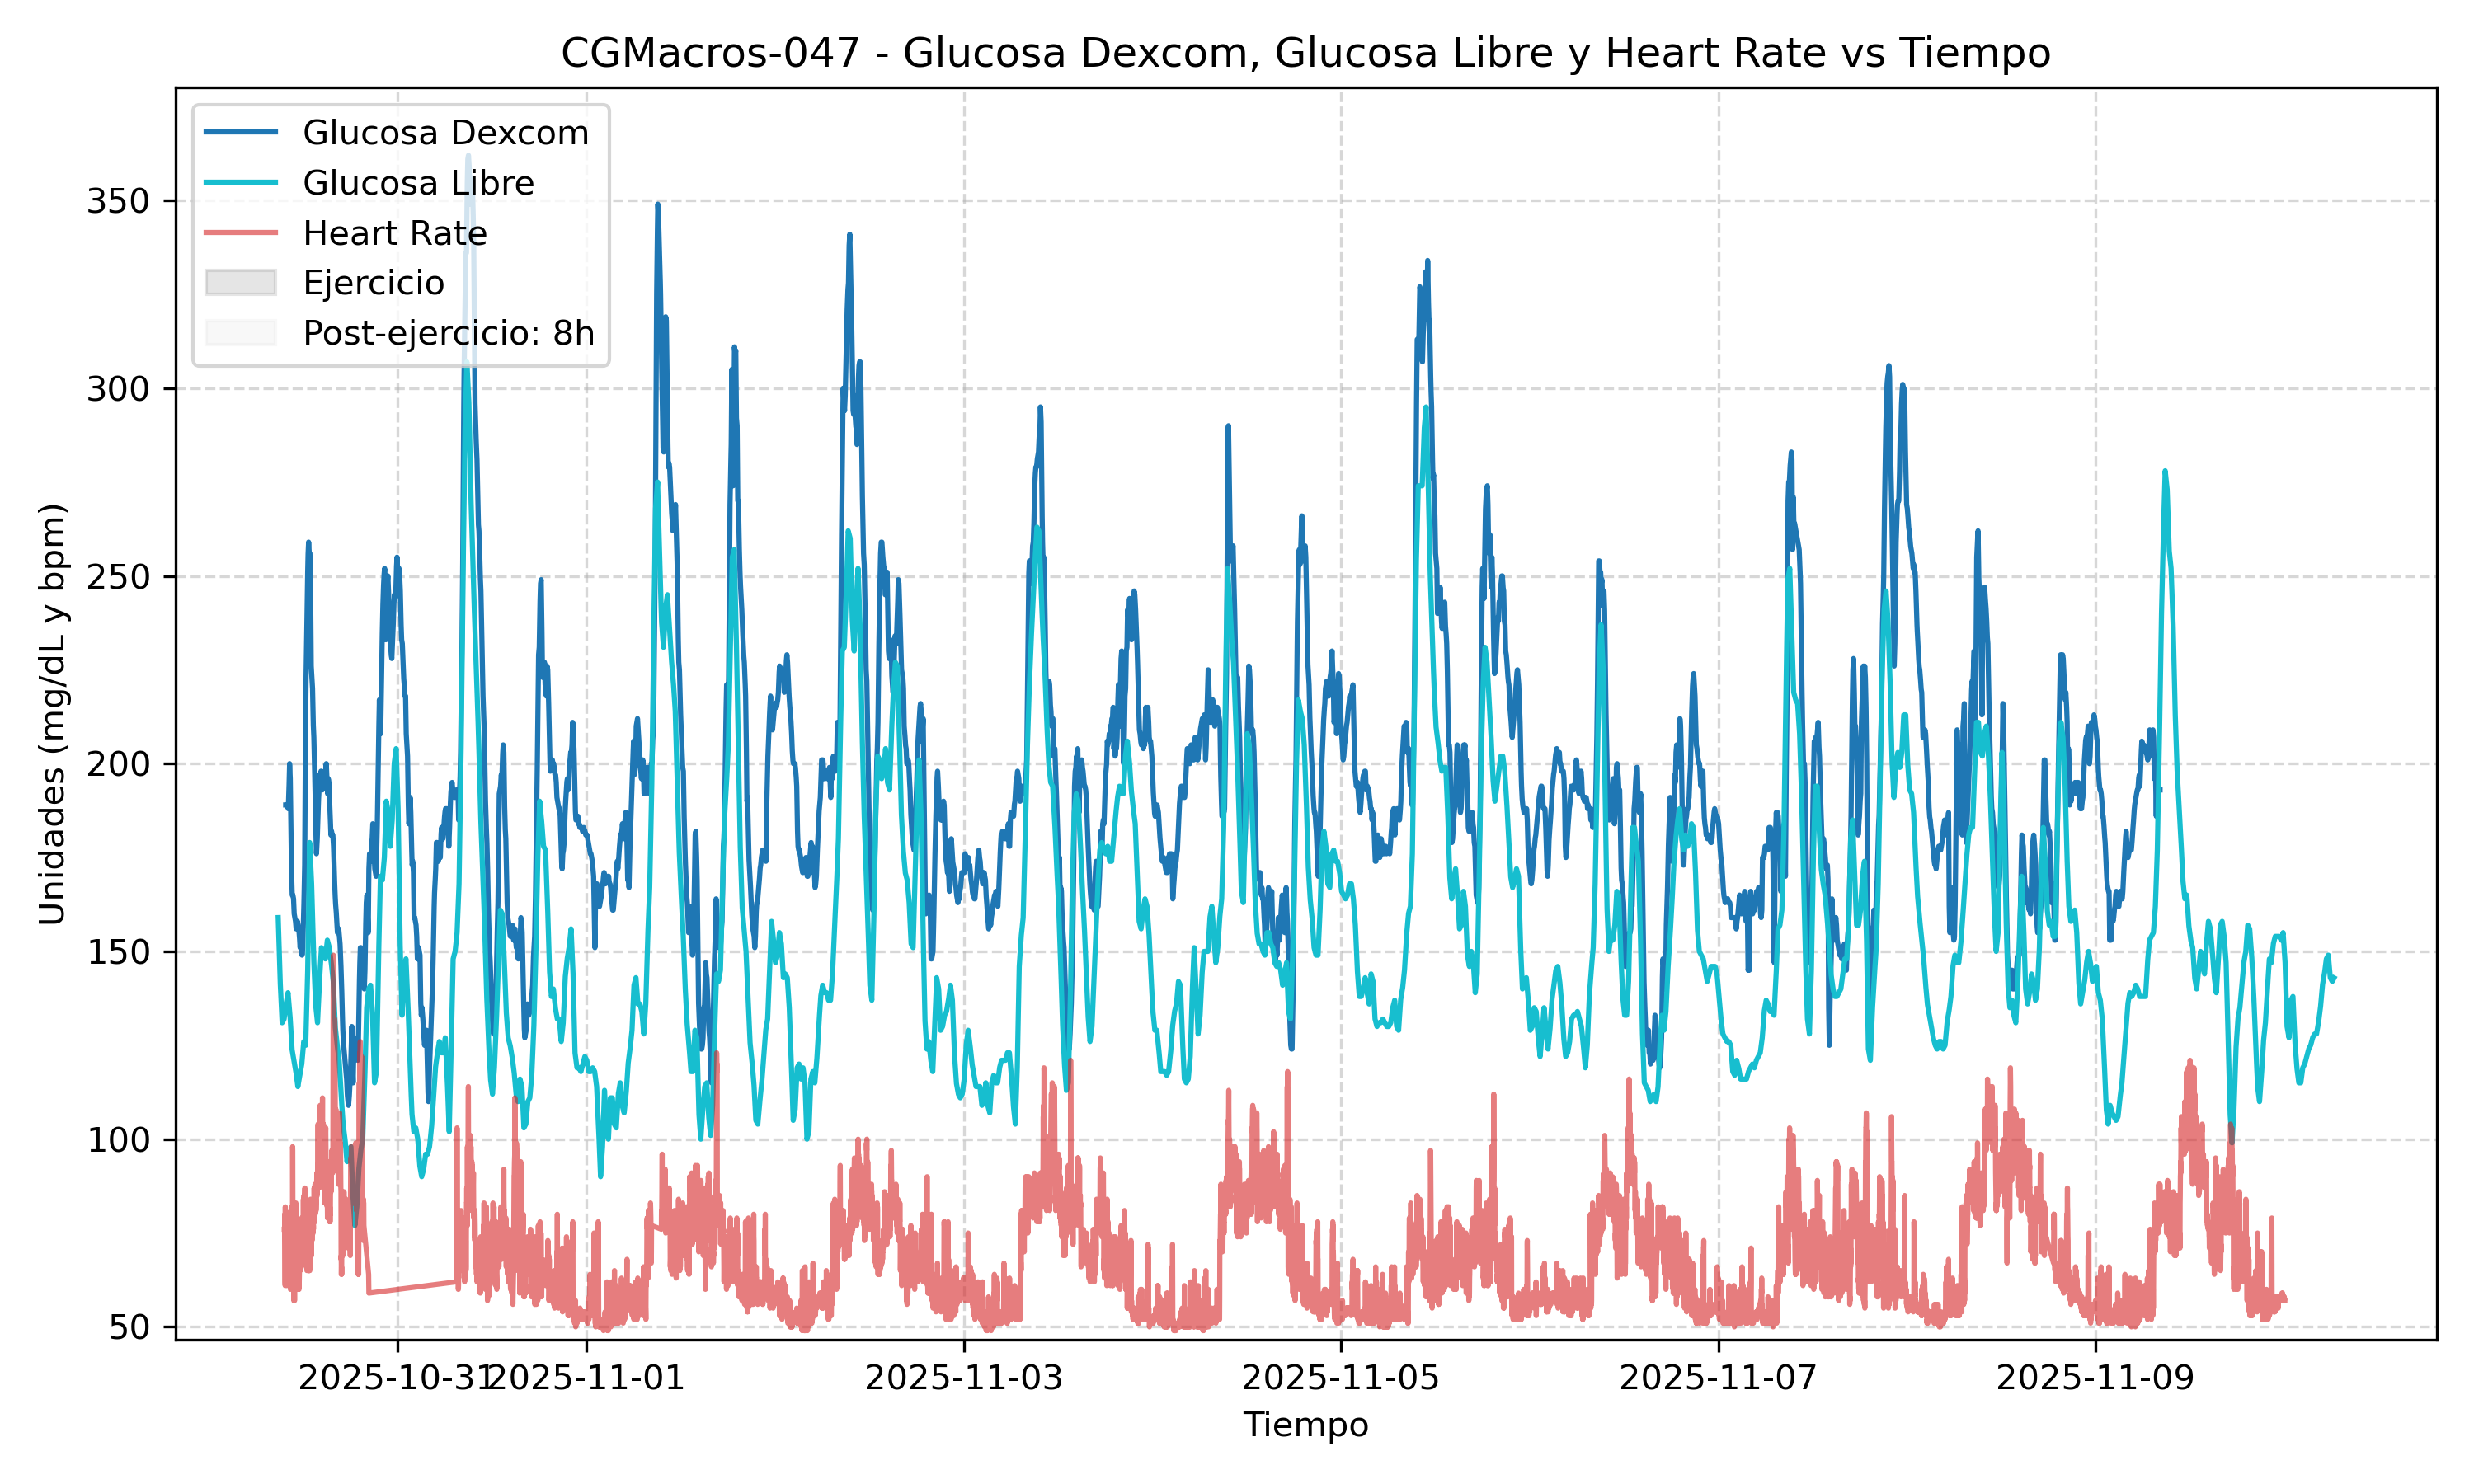 CGMacros-047 - Glucosa Dexcom, Glucosa Libre y Heart Rate vs Tiempo
Glucosa Dexcom
Glucosa Libre
Heart Rate
Ejercicio
Post-ejercicio: 8h
Unidades (mg/dL y bpm)
350
300
250
200
150
100
50
2025-10-31
2025-11-01
2025-11-03
2025-11-05
2025-11-07
2025-11-09
Tiempo